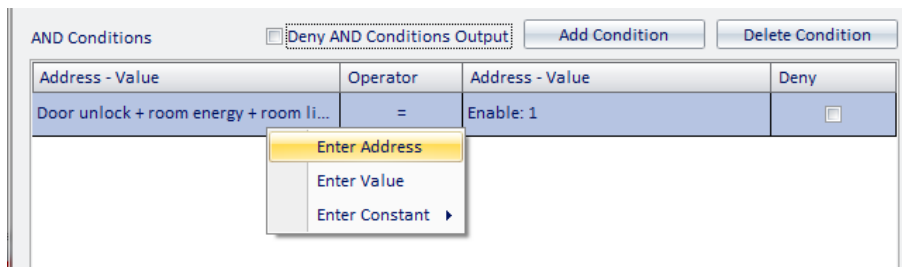 AND Conditions Deny AND Conditions Output Add Condition Delete Condition
Address - Value Operator Address - Value Deny
Door unlock + room energy + room li... = Enable: 1
Enter Address
Enter Value
Enter Constant